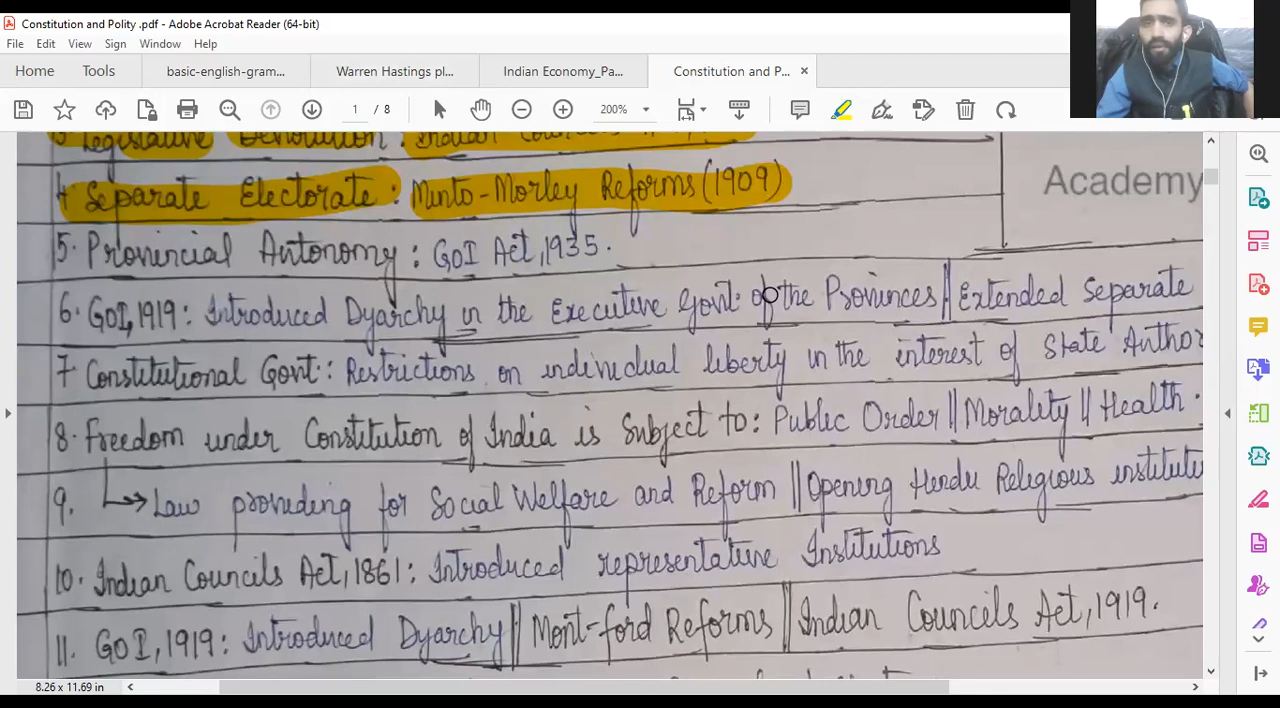 Constitution and Polity .pdf - Adobe Acrobat Reader (64-bit)
File Edit View Sign Window Help
Home Tools basic-english-gram... Warren Hastings pl... Indian Economy_Pa... Constitution and P... ×
1 / 8 200%
3 Legislative Devolution : Indian Councils
4 Separate Electorate : Minto-Morley Reforms (1909)
Academy
5. Provincial Autonomy : GOI Act, 1935.
6. GOI, 1919 : Introduced Dyarchy in the Executive Govt. of the Provinces || Extended Separate
7 Constitutional Govt : Restrictions on individual liberty in the interest of State Author
8. Freedom under Constitution of India is Subject to : Public Order || Morality || Health .
9. Law providing for Social Welfare and Reform || Opening Hindu Religious institute
10. Indian Councils Act, 1861 : Introduced representative Institutions
11. GOI, 1919 : Introduced Dyarchy || Mont-ford Reforms || Indian Councils Act, 1919.
8.26 x 11.69 in